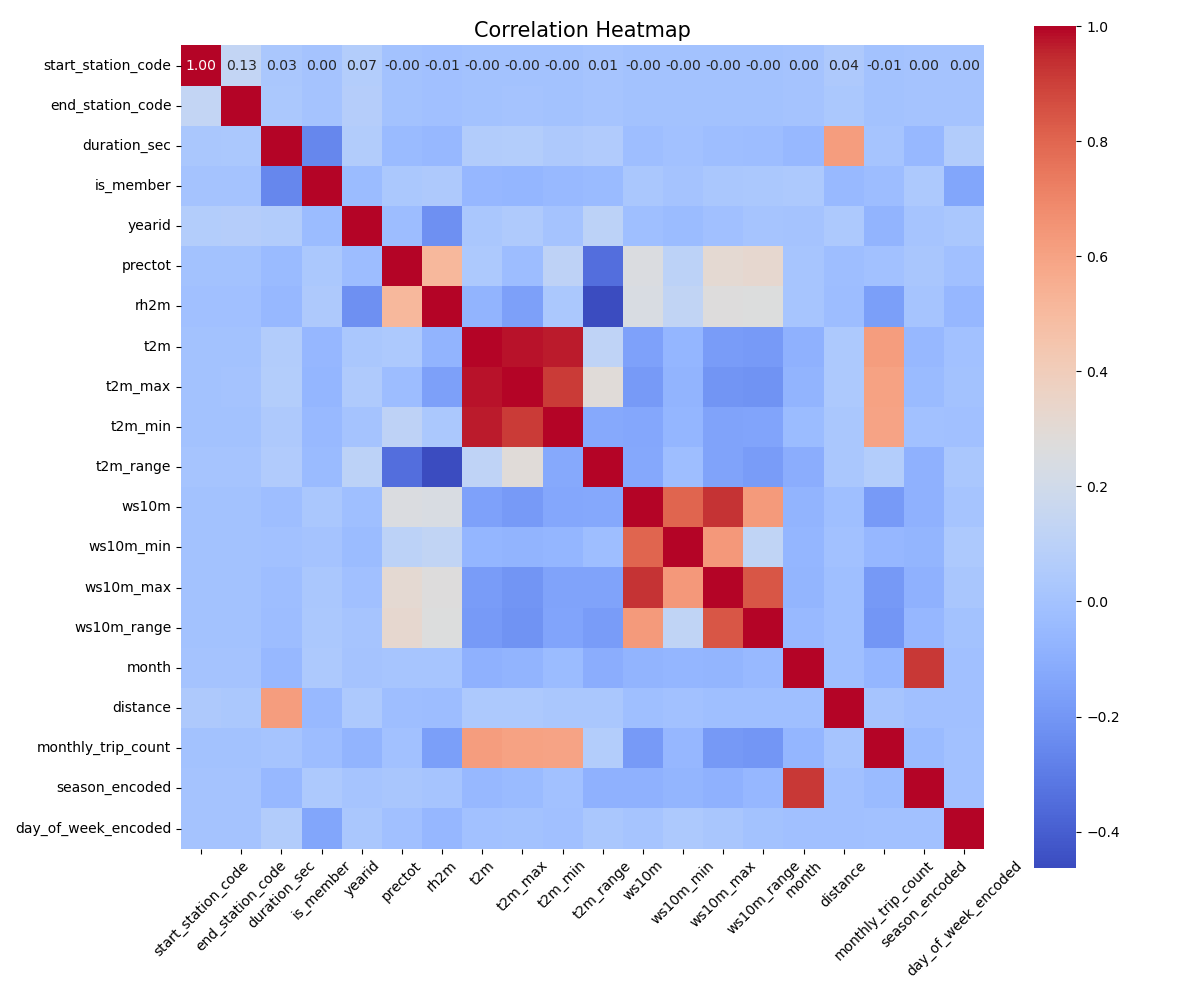 Correlation Heatmap
start_station_code 1.00 0.13 0.03 0.00 0.07 -0.00 -0.01 -0.00 -0.00 -0.00 0.01 -0.00 -0.00 -0.00 -0.00 0.00 0.04 -0.01 0.00 0.00
end_station_code
duration_sec
is_member
yearid
prectot
rh2m
t2m
t2m_max
t2m_min
t2m_range
ws10m
ws10m_min
ws10m_max
ws10m_range
month
distance
monthly_trip_count
season_encoded
day_of_week_encoded
start_station_code
end_station_code
duration_sec
is_member
yearid
prectot
rh2m
t2m
t2m_max
t2m_min
t2m_range
ws10m
ws10m_min
ws10m_max
ws10m_range
month
distance
monthly_trip_count
season_encoded
day_of_week_encoded
1.0
0.8
0.6
0.4
0.2
0.0
−0.2
−0.4